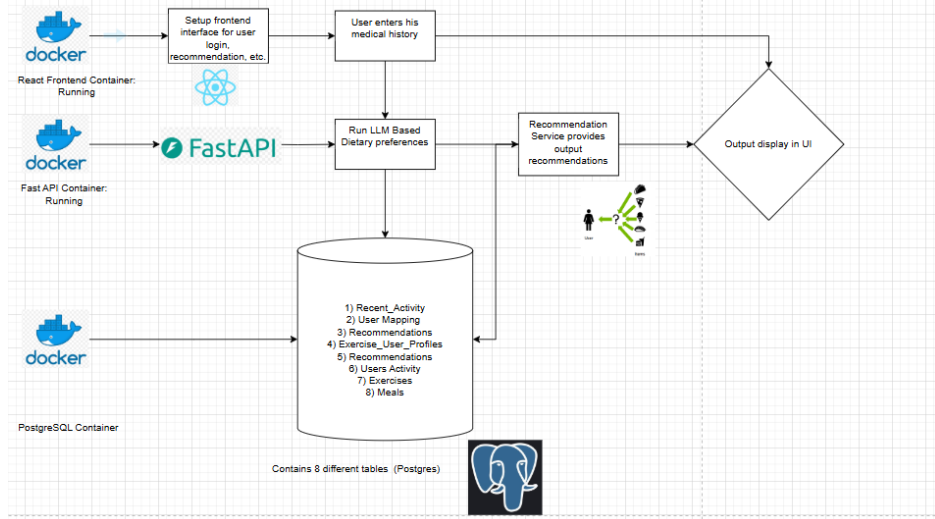 docker
React Frontend Container:
Running
Setup frontend
interface for user
login,
recommendation, etc.
User enters his
medical history
docker
Fast API Container:
Running
FastAPI
Run LLM Based
Dietary preferences
Recommendation
Service provides
output
recommendations
Output display in UI
?
User
Items
docker
PostgreSQL Container
1) Recent_Activity
2) User Mapping
3) Recommendations
4) Exercise_User_Profiles
5) Recommendations
6) Users Activity
7) Exercises
8) Meals
Contains 8 different tables (Postgres)